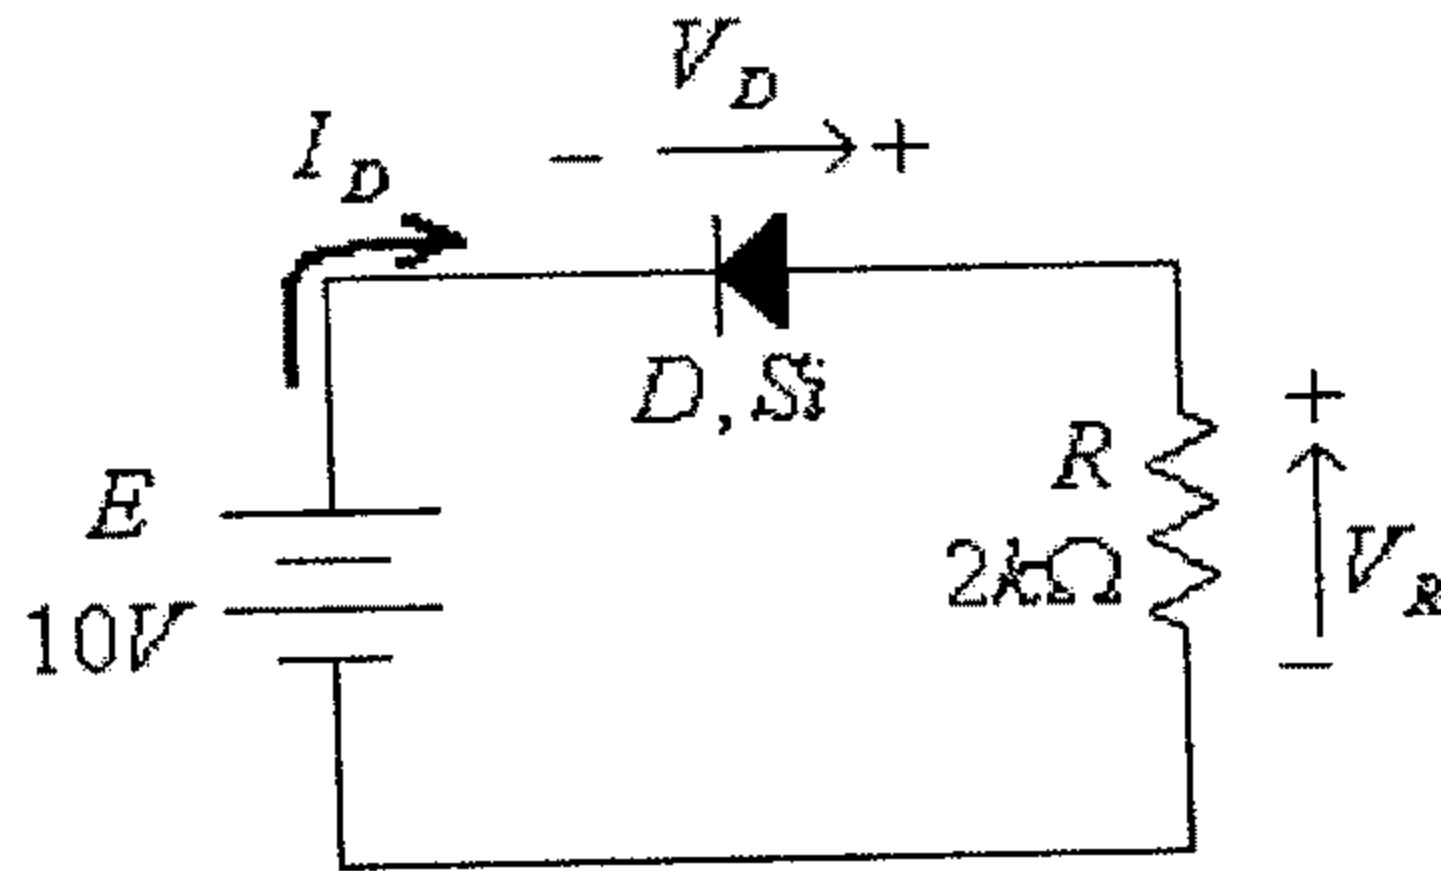 V_D
I_D
- +
D, Si
E
10V
R
2kΩ
+
V_R
-